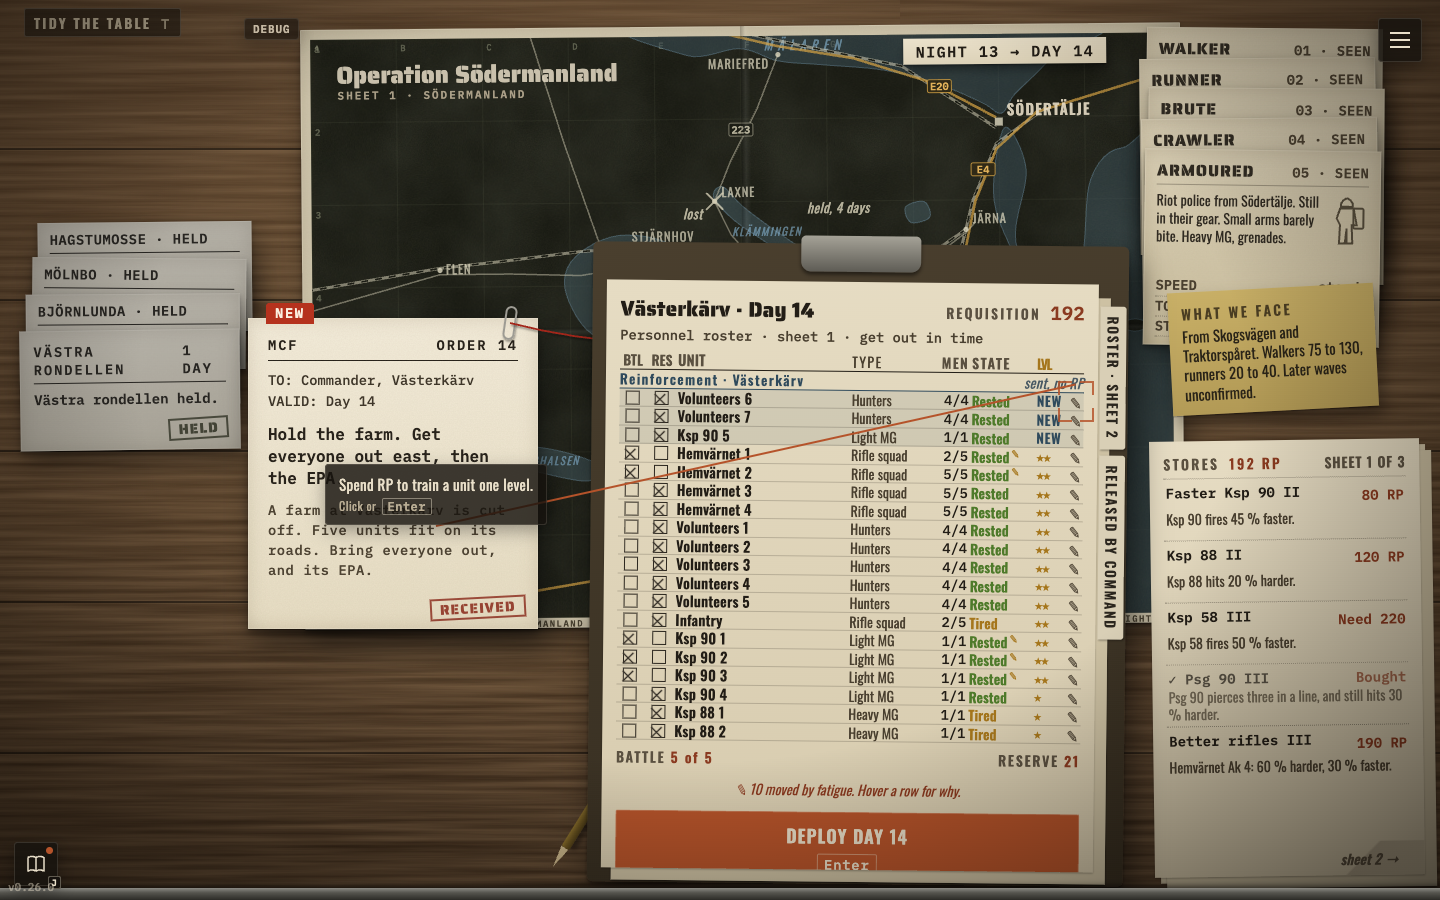 TIDY THE TABLE T
DEBUG
Operation Södermanland
SHEET 1 · SÖDERMANLAND
B C D E
2
3
4
MÄLAREN
MARIEFRED
NIGHT 13 → DAY 14
E20
SÖDERTÄLJE
223
E4
LAXNE
lost
held, 4 days
KLÄMMINGEN
JÄRNA
STJÄRNHOV
FLEN
WALKER 01 · SEEN
RUNNER 02 · SEEN
BRUTE 03 · SEEN
CRAWLER 04 · SEEN
ARMOURED 05 · SEEN
Riot police from Södertälje. Still
in their gear. Small arms barely
bite. Heavy MG, grenades.
SPEED
WHAT WE FACE
From Skogsvägen and
Traktorspåret. Walkers 75 to 130,
runners 20 to 40. Later waves
unconfirmed.
HAGSTUMOSSE · HELD
MÖLNBO · HELD
BJÖRNLUNDA · HELD
VÄSTRA RONDELLEN 1 DAY
Västra rondellen held.
HELD
NEW
MCF ORDER 14
TO: Commander, Västerkärv
VALID: Day 14
Hold the farm. Get
everyone out east, then
the EPA
Spend RP to train a unit one level.
Click or Enter
A farm at Västerkärv is cut
off. Five units fit on its
roads. Bring everyone out,
and its EPA.
RECEIVED
HALSEN
Västerkärv · Day 14 REQUISITION 192
Personnel roster · sheet 1 · get out in time
BTL RES UNIT TYPE MEN STATE LVL
Reinforcement · Västerkärv sent, no RP
Volunteers 6 Hunters 4/4 Rested NEW
Volunteers 7 Hunters 4/4 Rested NEW
Ksp 90 5 Light MG 1/1 Rested NEW
Hemvärnet 1 Rifle squad 2/5 Rested
Hemvärnet 2 Rifle squad 5/5 Rested
Hemvärnet 3 Rifle squad 5/5 Rested
Hemvärnet 4 Rifle squad 5/5 Rested
Volunteers 1 Hunters 4/4 Rested
Volunteers 2 Hunters 4/4 Rested
Volunteers 3 Hunters 4/4 Rested
Volunteers 4 Hunters 4/4 Rested
Volunteers 5 Hunters 4/4 Rested
Infantry Rifle squad 2/5 Tired
Ksp 90 1 Light MG 1/1 Rested
Ksp 90 2 Light MG 1/1 Rested
Ksp 90 3 Light MG 1/1 Rested
Ksp 90 4 Light MG 1/1 Rested
Ksp 88 1 Heavy MG 1/1 Tired
Ksp 88 2 Heavy MG 1/1 Tired
BATTLE 5 of 5 RESERVE 21
10 moved by fatigue. Hover a row for why.
DEPLOY DAY 14
Enter
ROSTER · SHEET 2
RELEASED BY COMMAND
STORES 192 RP SHEET 1 OF 3
Faster Ksp 90 II 80 RP
Ksp 90 fires 45 % faster.
Ksp 88 II 120 RP
Ksp 88 hits 20 % harder.
Ksp 58 III Need 220
Ksp 58 fires 50 % faster.
✓ Psg 90 III Bought
Psg 90 pierces three in a line, and still hits 30
% harder.
Better rifles III 190 RP
Hemvärnet Ak 4: 60 % harder, 30 % faster.
sheet 2 →
J
v0.26.0